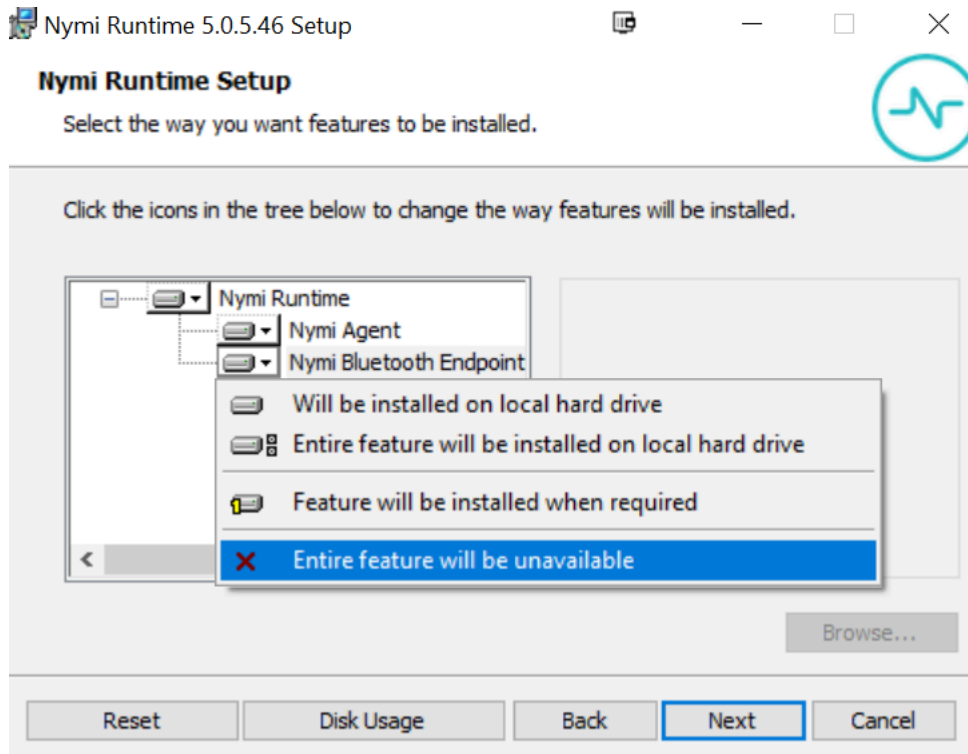 Nymi Runtime 5.0.5.46 Setup
Nymi Runtime Setup
Select the way you want features to be installed.
Click the icons in the tree below to change the way features will be installed.
Nymi Runtime
Nymi Agent
Nymi Bluetooth Endpoint
Will be installed on local hard drive
Entire feature will be installed on local hard drive
Feature will be installed when required
Entire feature will be unavailable
Browse...
Reset Disk Usage Back Next Cancel